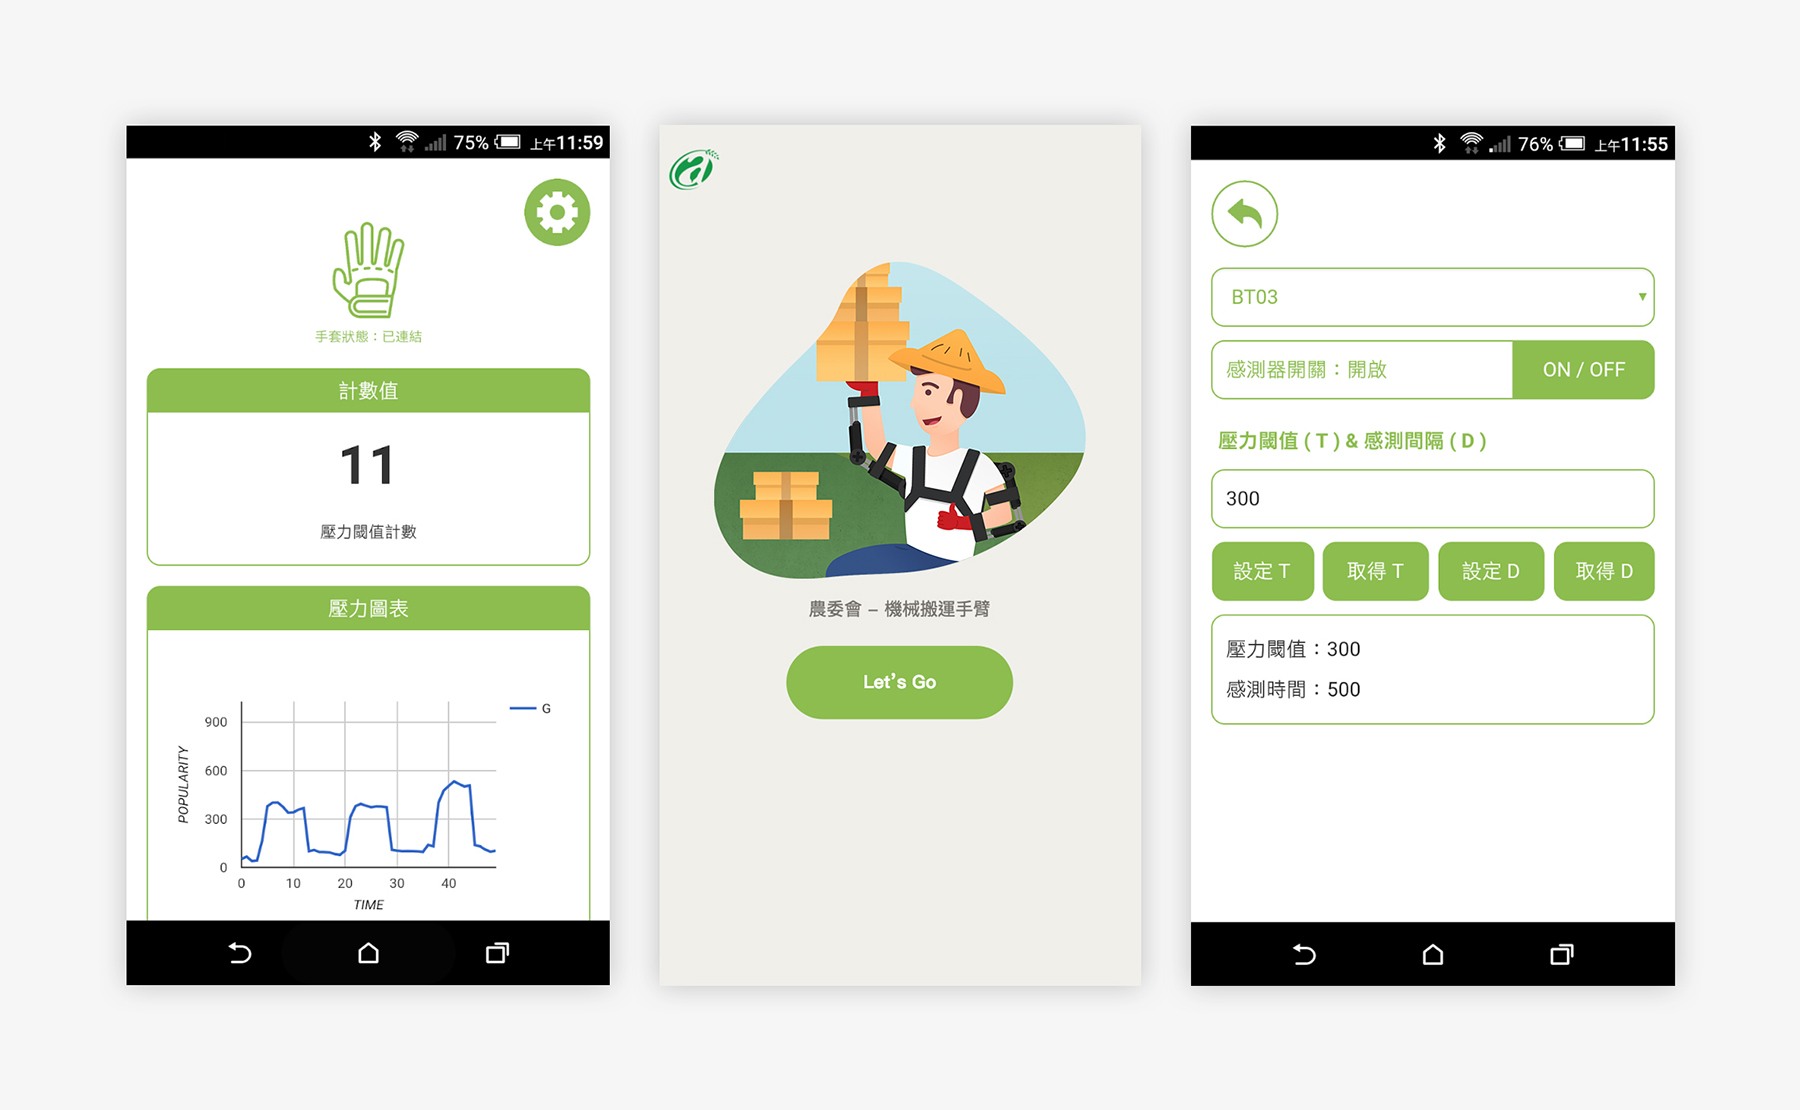 75% 上午11:59
手套狀態：已連結
計數值
11
壓力閾值計數
壓力圖表
G
900
600
300
0
POPULARITY
0 10 20 30 40
TIME
農委會 – 機械搬運手臂
Let's Go
76% 上午11:55
BT03
感測器開關：開啟
ON / OFF
壓力閾值 ( T ) & 感測間隔 ( D )
300
設定 T
取得 T
設定 D
取得 D
壓力閾值：300
感測時間：500